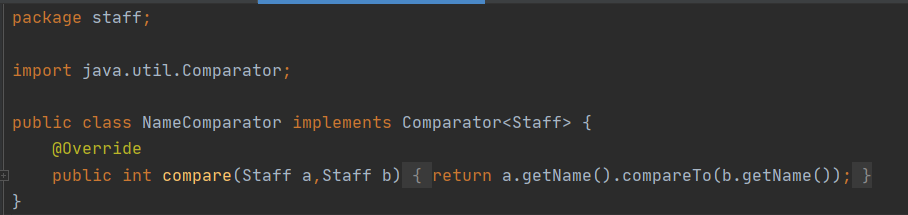 package staff;
import java.util.Comparator;
public class NameComparator implements Comparator<Staff> {
@Override
public int compare(Staff a,Staff b) { return a.getName().compareTo(b.getName()); }
}